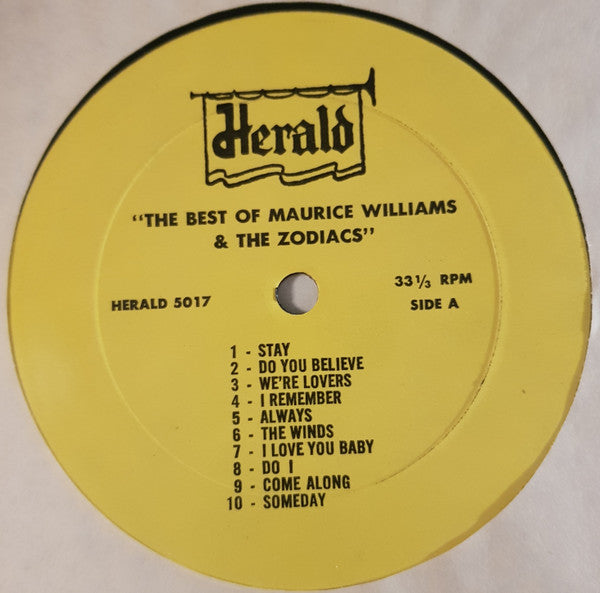 Herald
"THE BEST OF MAURICE WILLIAMS
& THE ZODIACS"
HERALD 5017
33 1/3 RPM
SIDE A
1 - STAY
2 - DO YOU BELIEVE
3 - WE'RE LOVERS
4 - I REMEMBER
5 - ALWAYS
6 - THE WINDS
7 - I LOVE YOU BABY
8 - DO I
9 - COME ALONG
10 - SOMEDAY